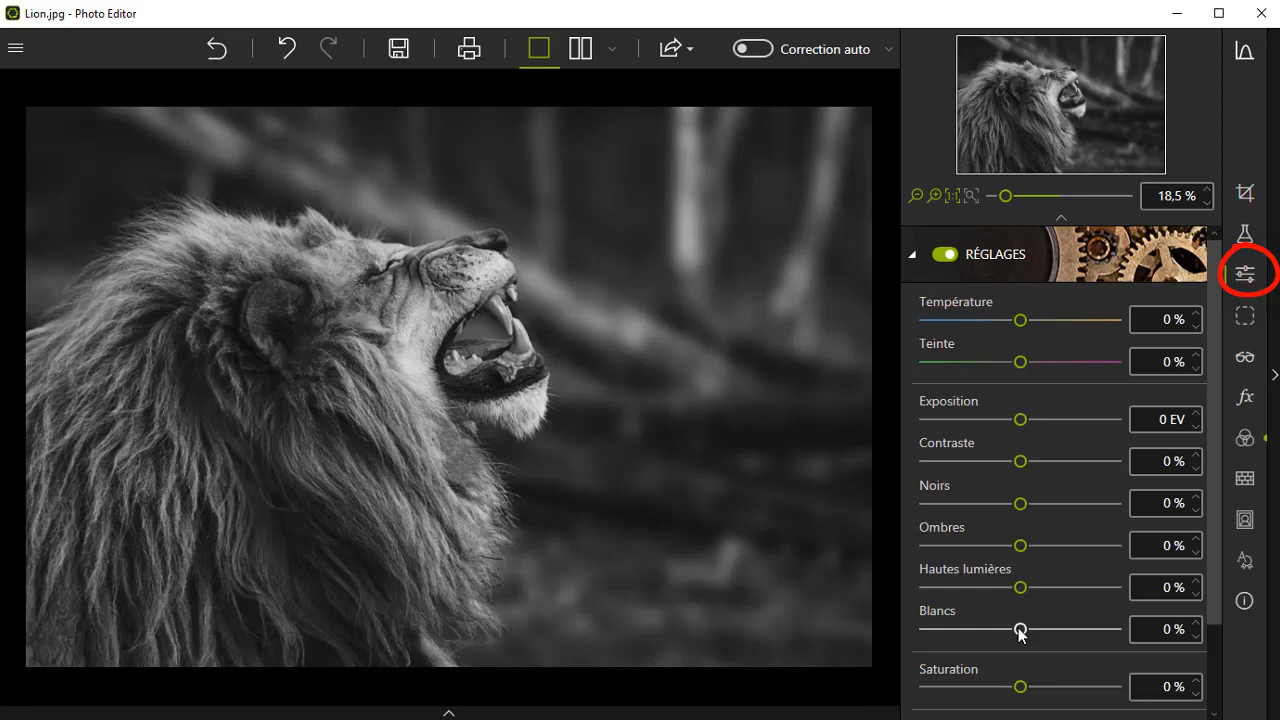 Lion.jpg - Photo Editor
Correction auto
18,5 %
RÉGLAGES
Température
0 %
Teinte
0 %
Exposition
0 EV
Contraste
0 %
Noirs
0 %
Ombres
0 %
Hautes lumières
0 %
Blancs
0 %
Saturation
0 %